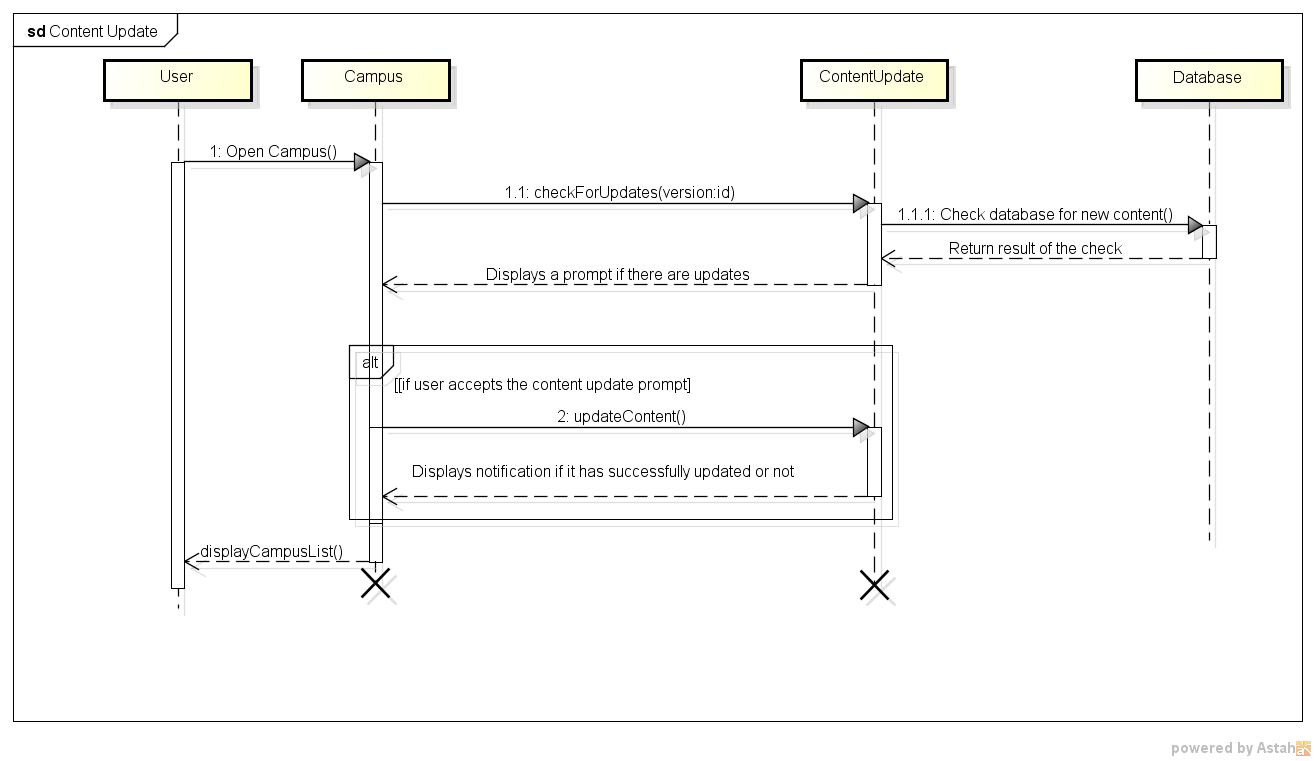 sd Content Update
User
Campus
ContentUpdate
Database
1: Open Campus()
1.1: checkForUpdates(version:id)
1.1.1: Check database for new content()
Return result of the check
Displays a prompt if there are updates
alt
[[if user accepts the content update prompt]
2: updateContent()
Displays notification if it has successfully updated or not
displayCampusList()
powered by Astah